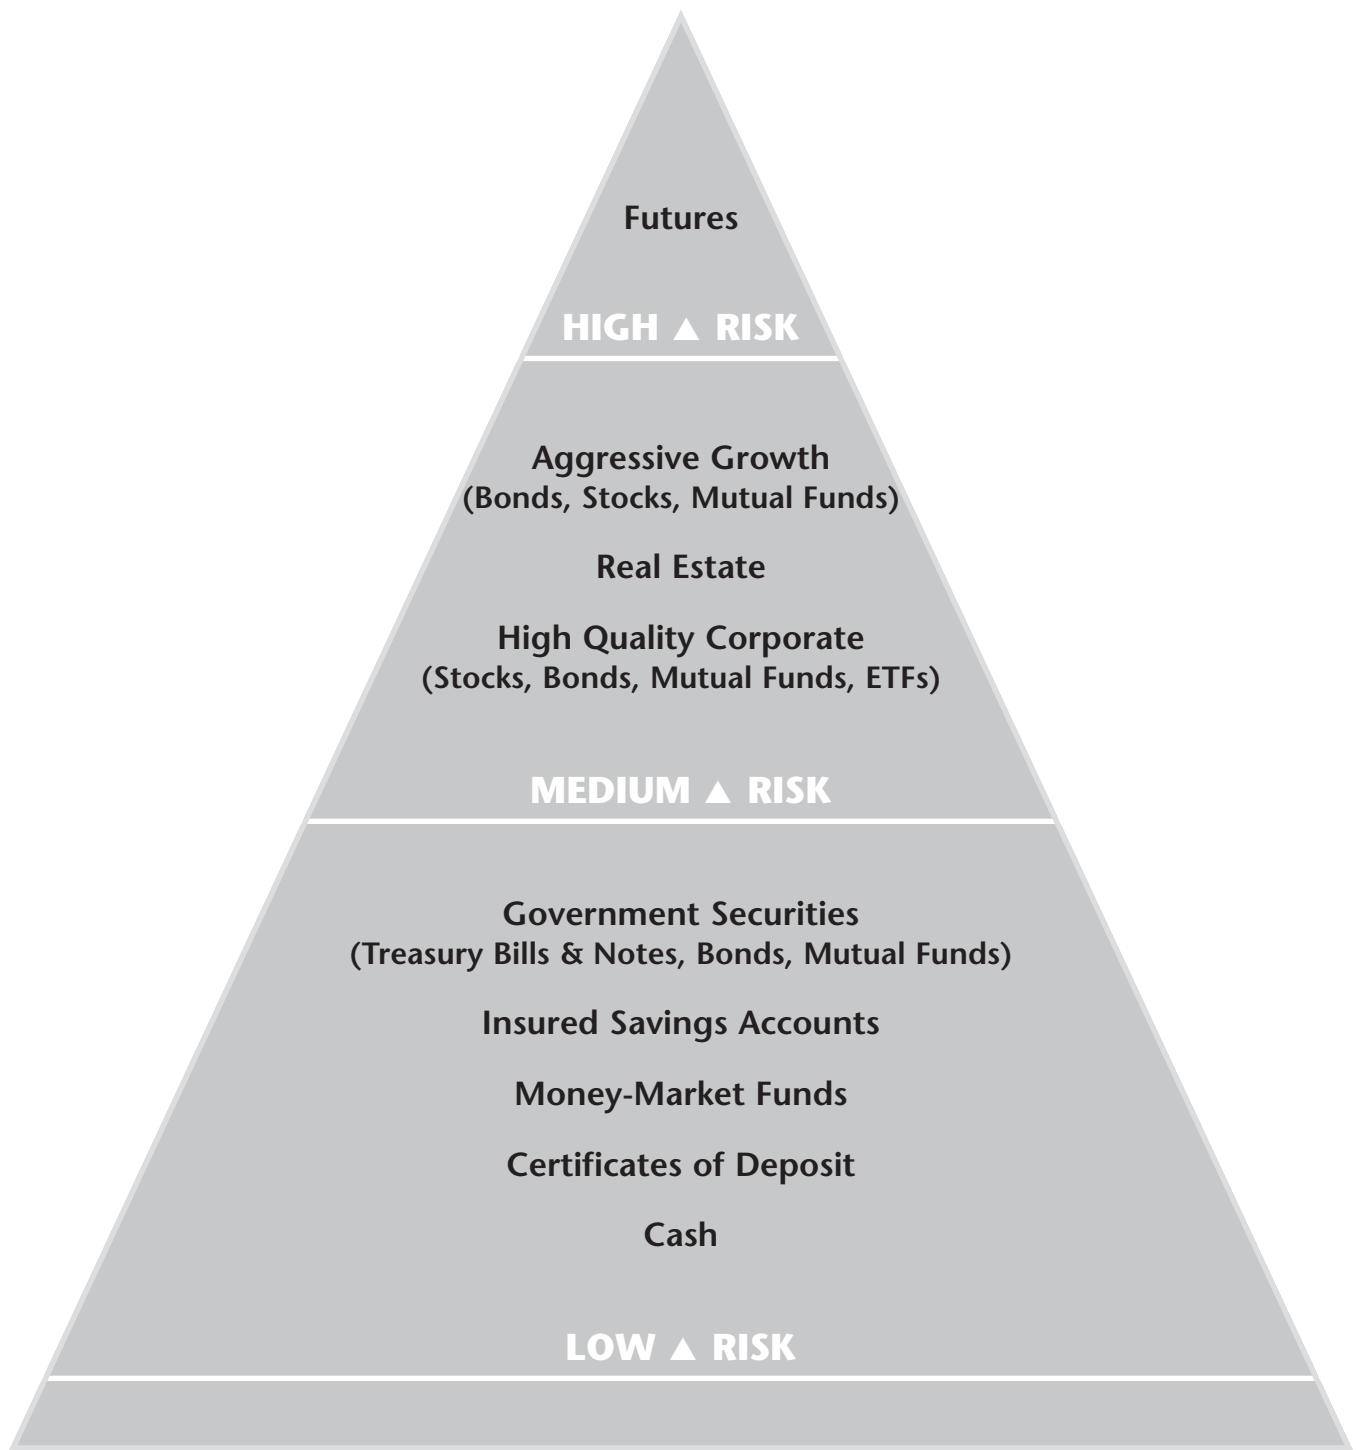 Futures
HIGH ▲ RISK
Aggressive Growth
(Bonds, Stocks, Mutual Funds)
Real Estate
High Quality Corporate
(Stocks, Bonds, Mutual Funds, ETFs)
MEDIUM ▲ RISK
Government Securities
(Treasury Bills & Notes, Bonds, Mutual Funds)
Insured Savings Accounts
Money-Market Funds
Certificates of Deposit
Cash
LOW ▲ RISK